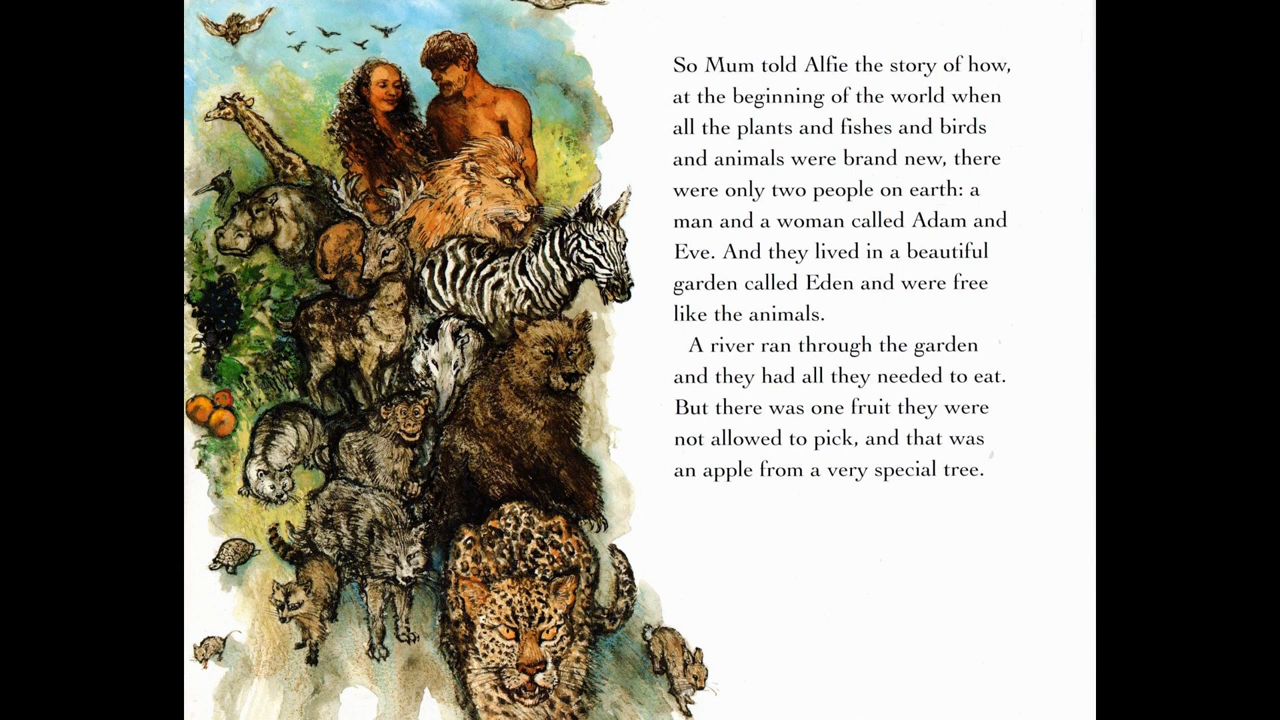 So Mum told Alfie the story of how,
at the beginning of the world when
all the plants and fishes and birds
and animals were brand new, there
were only two people on earth: a
man and a woman called Adam and
Eve. And they lived in a beautiful
garden called Eden and were free
like the animals.
A river ran through the garden
and they had all they needed to eat.
But there was one fruit they were
not allowed to pick, and that was
an apple from a very special tree.